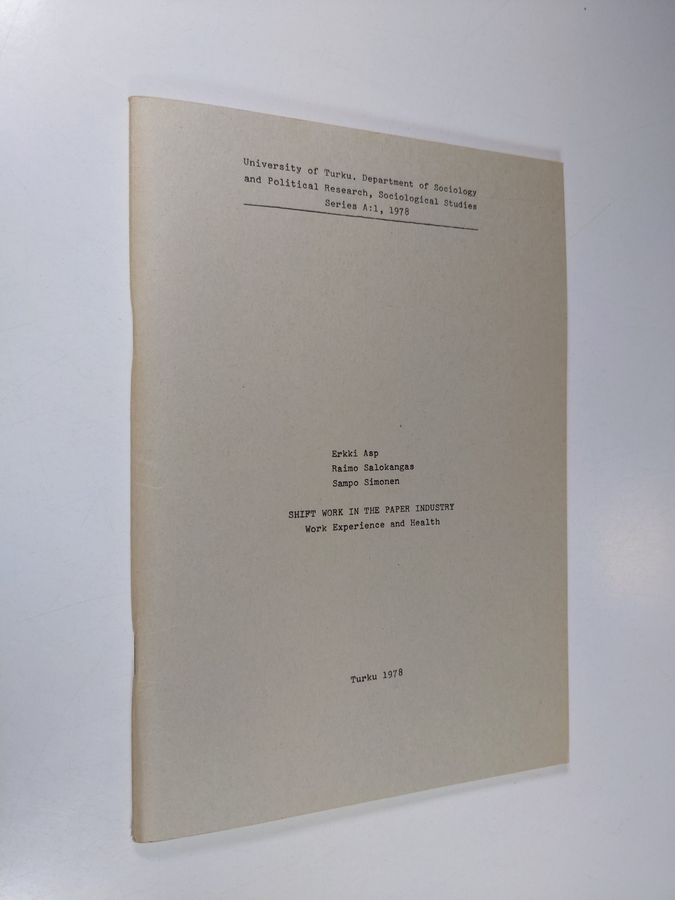 University of Turku. Department of Sociology
and Political Research, Sociological Studies
Series A:1, 1978
Erkki Asp
Raimo Salokangas
Sampo Simonen
SHIFT WORK IN THE PAPER INDUSTRY
Work Experience and Health
Turku 1978